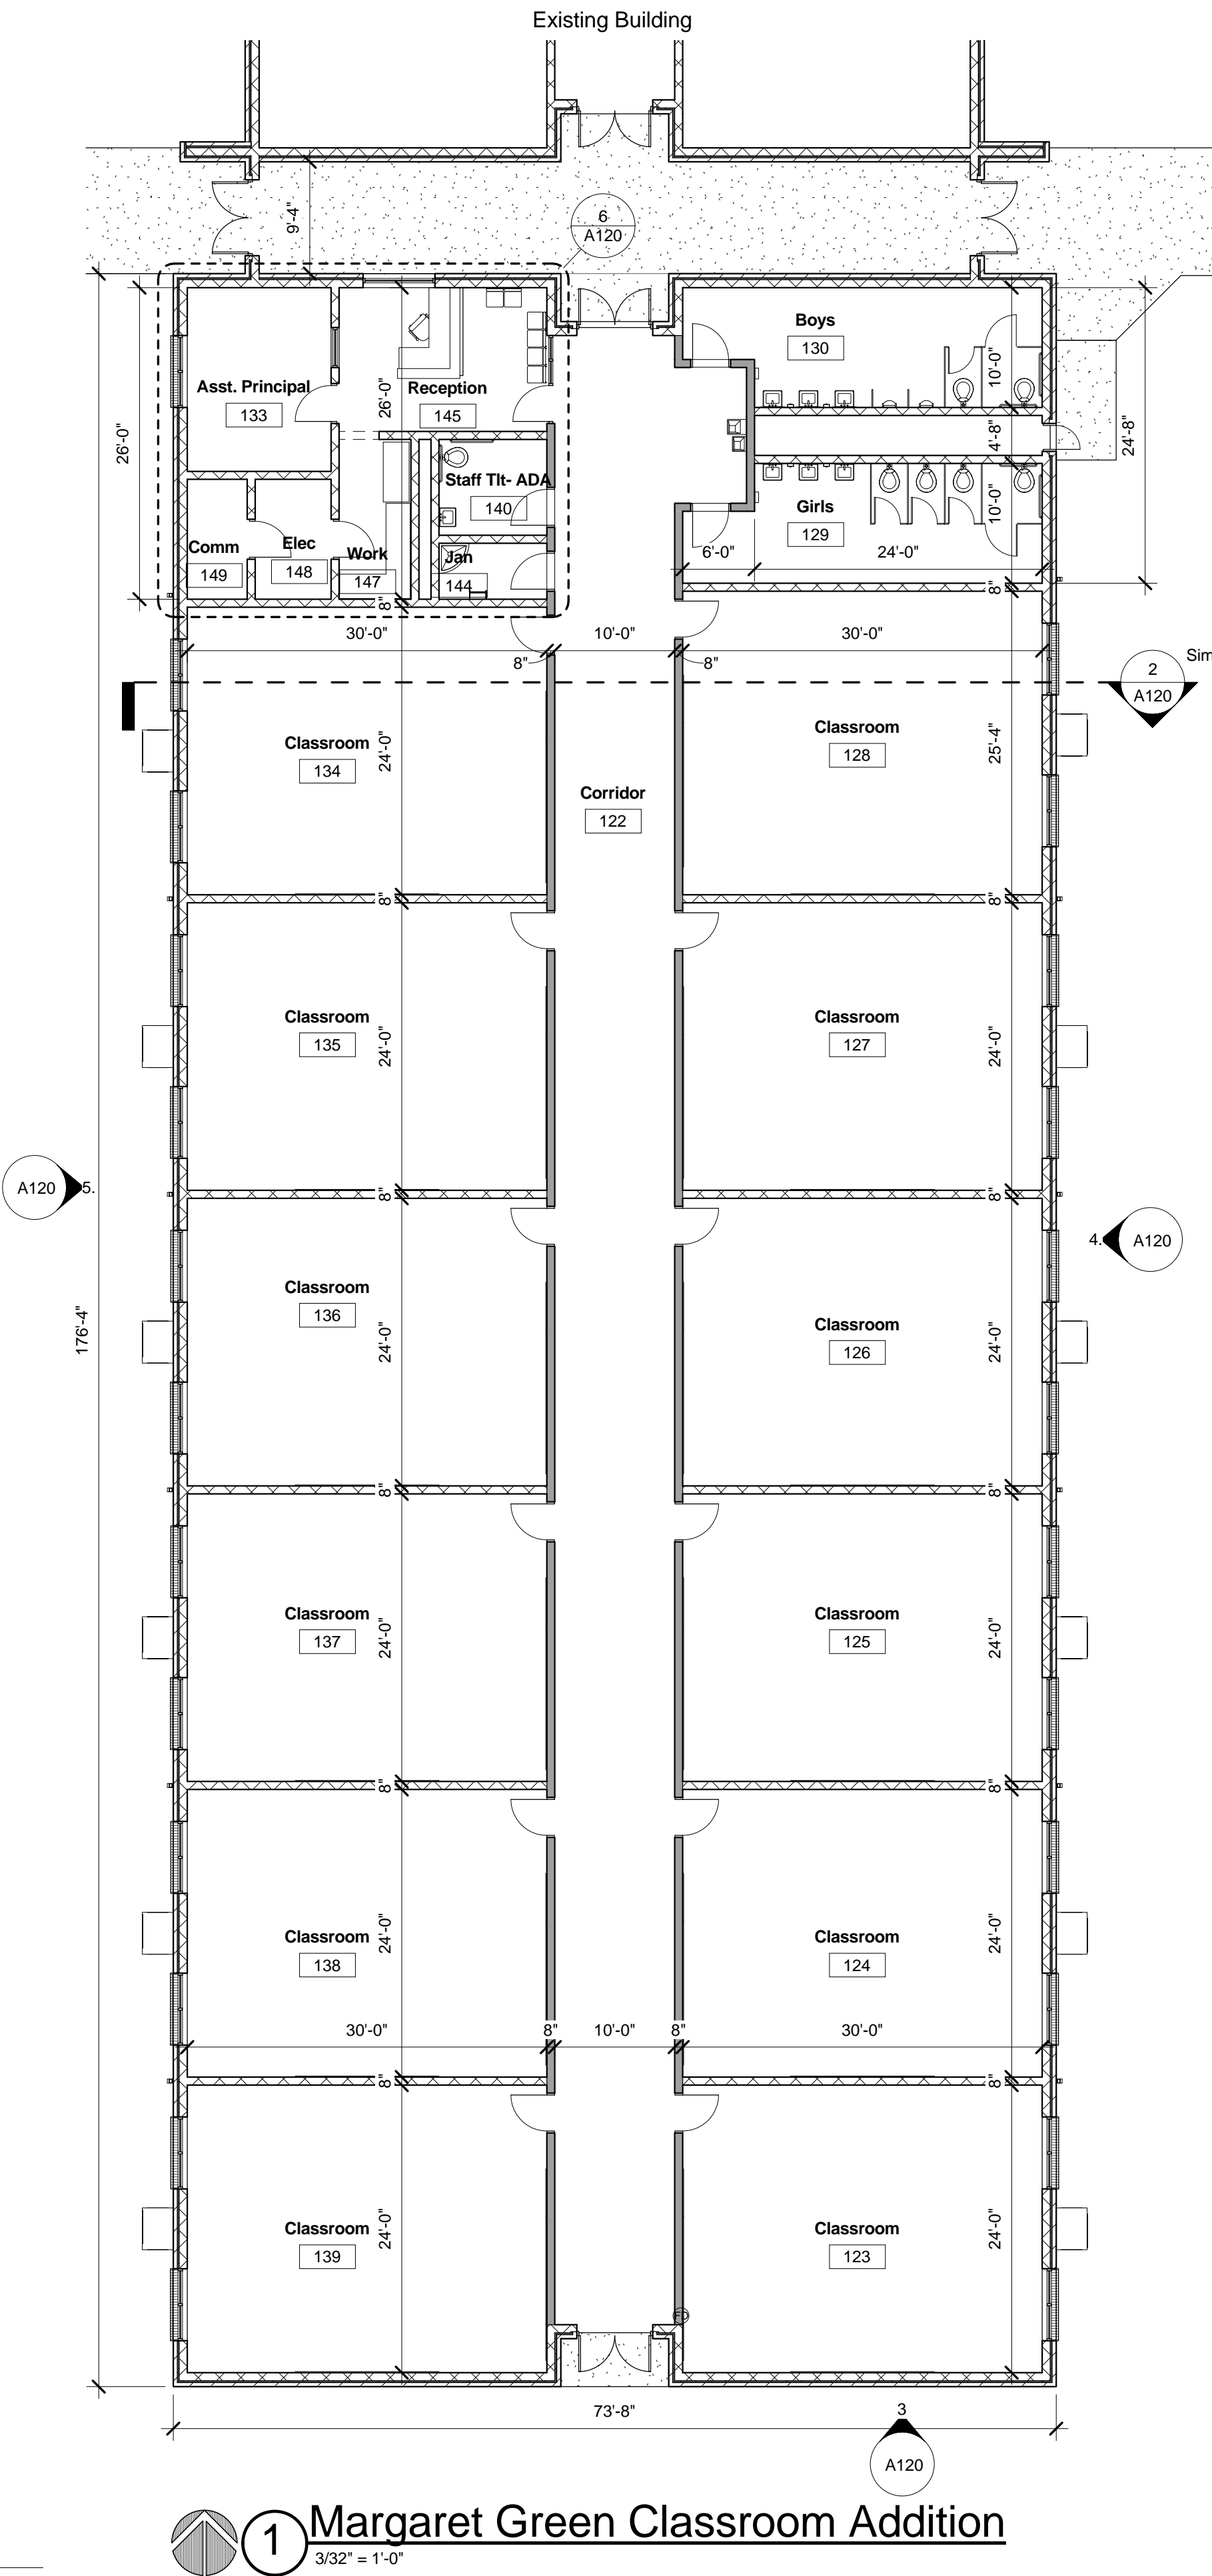 Existing Building
9'-4"
6
A120
Boys
130
10'-0"
Asst. Principal
133
26'-0"
Reception
145
26'-0"
4'-8"
24'-8"
Staff Tlt- ADA
140
Girls
129
10'-0"
Comm
149
Elec
148
Work
147
Jan
144
6'-0"
24'-0"
8"
8"
30'-0"
10'-0"
30'-0"
8"
8"
Sim
2
A120
Classroom
134
24'-0"
Classroom
128
25'-4"
Corridor
122
8"
8"
Classroom
135
24'-0"
Classroom
127
24'-0"
A120
5.
8"
8"
4.
A120
176'-4"
Classroom
136
24'-0"
Classroom
126
24'-0"
8"
8"
Classroom
137
24'-0"
Classroom
125
24'-0"
8"
8"
Classroom
138
24'-0"
Classroom
124
24'-0"
30'-0"
8"
10'-0"
8"
30'-0"
8"
8"
Classroom
139
24'-0"
Classroom
123
24'-0"
FD
73'-8"
3
A120
1
Margaret Green Classroom Addition
3/32" = 1'-0"